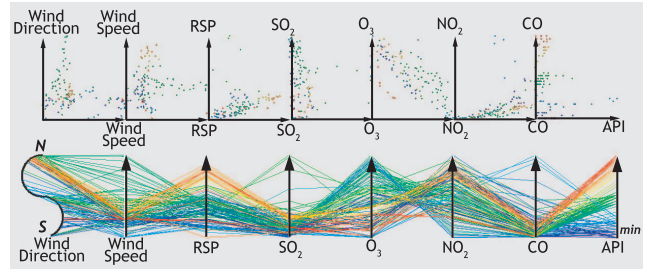 Wind Direction
Wind Speed
RSP
SO2
O3
NO2
CO
Wind Speed
RSP
SO2
O3
NO2
CO
API
N
S
min
Wind Direction
Wind Speed
RSP
SO2
O3
NO2
CO
API